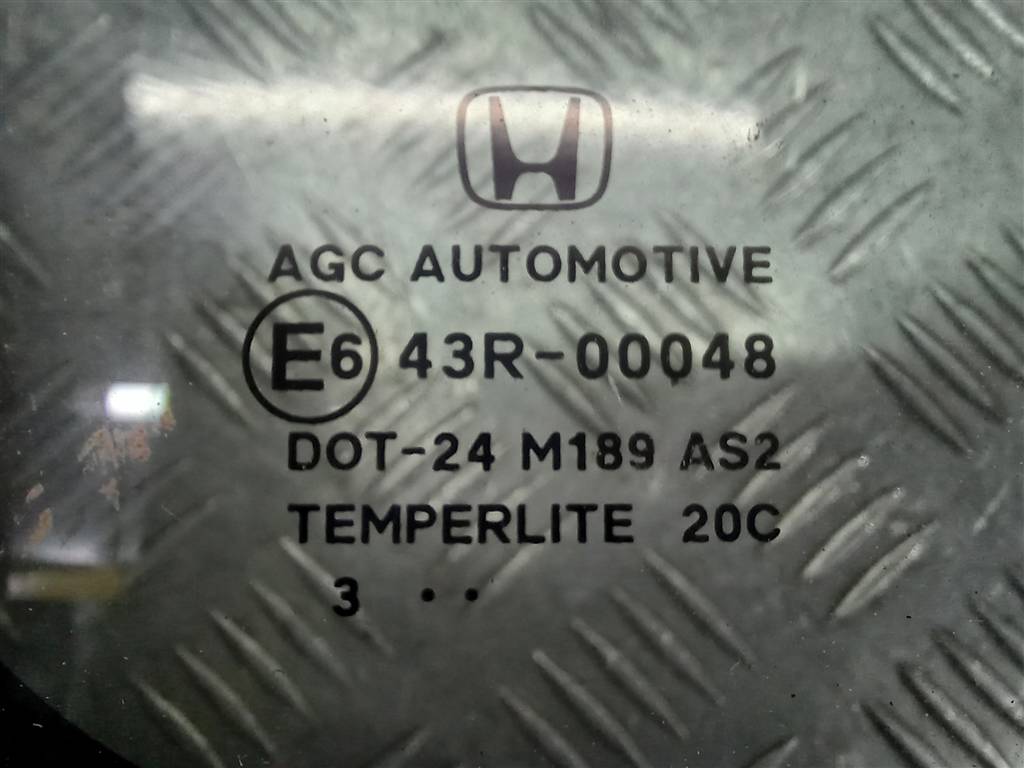 AGC AUTOMOTIVE
E6 43R-00048
DOT-24 M189 AS2
TEMPERLITE 20C
3 ··